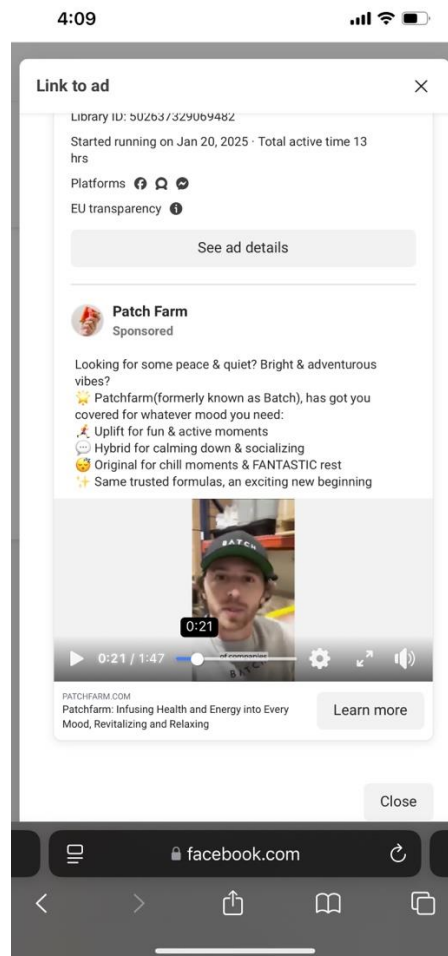 4:09
Link to ad
Library ID: 502637329069482
Started running on Jan 20, 2025 · Total active time 13
hrs
Platforms
EU transparency
See ad details
Patch Farm
Sponsored
Looking for some peace & quiet? Bright & adventurous
vibes?
🌟 Patchfarm(formerly known as Batch), has got you
covered for whatever mood you need:
🏃 Uplift for fun & active moments
💬 Hybrid for calming down & socializing
😴 Original for chill moments & FANTASTIC rest
✨ Same trusted formulas, an exciting new beginning
BATCH
0:21
0:21 / 1:47
of companies
BATCH
PATCHFARM.COM
Patchfarm: Infusing Health and Energy into Every
Mood, Revitalizing and Relaxing
Learn more
Close
facebook.com